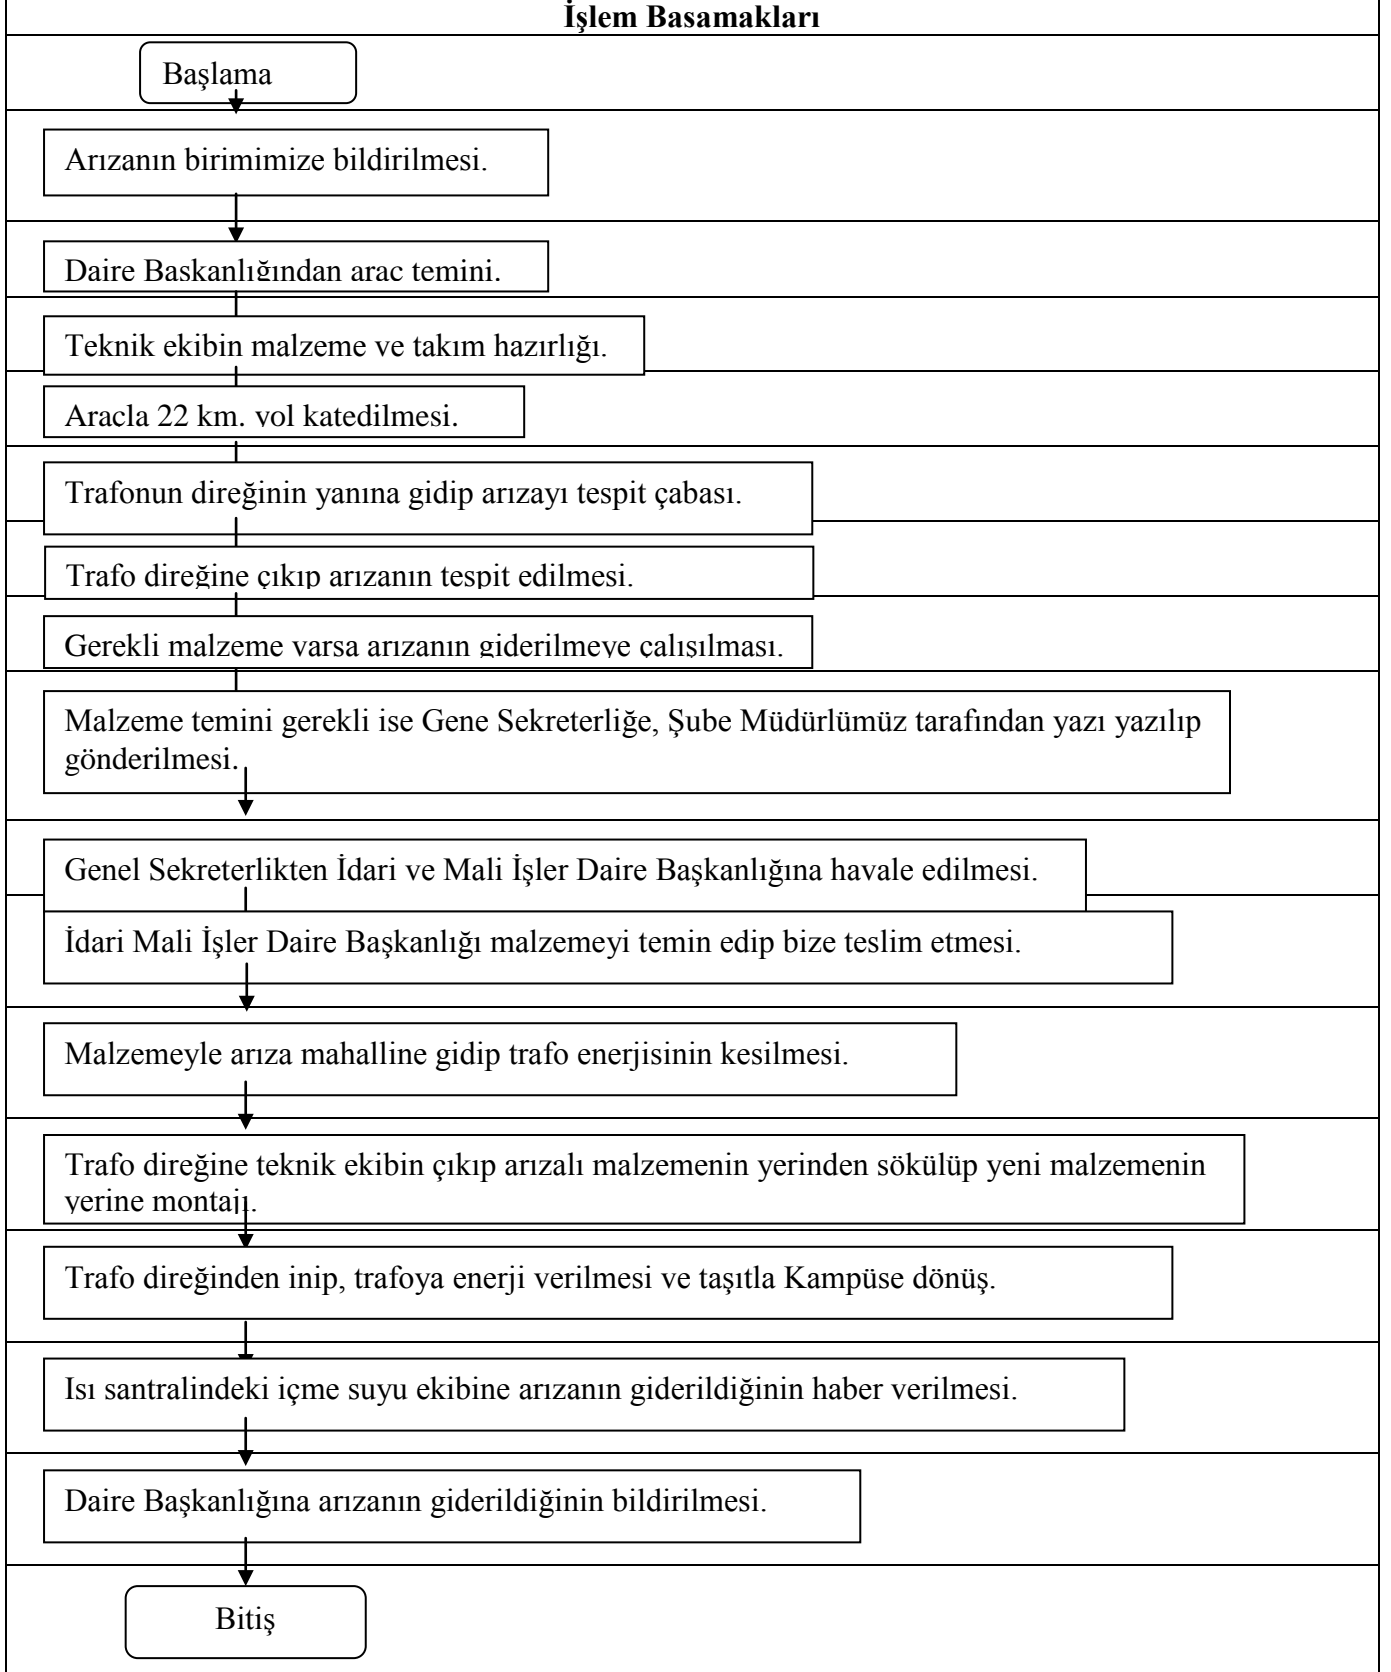 İşlem Basamakları
Başlama
Arızanın birimimize bildirilmesi.
Daire Başkanlığından araç temini.
Teknik ekibin malzeme ve takım hazırlığı.
Araçla 22 km. yol katedilmesi.
Trafonun direğinin yanına gidip arızayı tespit çabası.
Trafo direğine çıkıp arızanın tespit edilmesi.
Gerekli malzeme varsa arızanın giderilmeye çalışılması.
Malzeme temini gerekli ise Gene Sekreterliğe, Şube Müdürlümüz tarafından yazı yazılıp
gönderilmesi.
Genel Sekreterlikten İdari ve Mali İşler Daire Başkanlığına havale edilmesi.
İdari Mali İşler Daire Başkanlığı malzemeyi temin edip bize teslim etmesi.
Malzemeyle arıza mahalline gidip trafo enerjisinin kesilmesi.
Trafo direğine teknik ekibin çıkıp arızalı malzemenin yerinden sökülüp yeni malzemenin
yerine montajı.
Trafo direğinden inip, trafoya enerji verilmesi ve taşıtla Kampüse dönüş.
Isı santralindeki içme suyu ekibine arızanın giderildiğinin haber verilmesi.
Daire Başkanlığına arızanın giderildiğinin bildirilmesi.
Bitiş